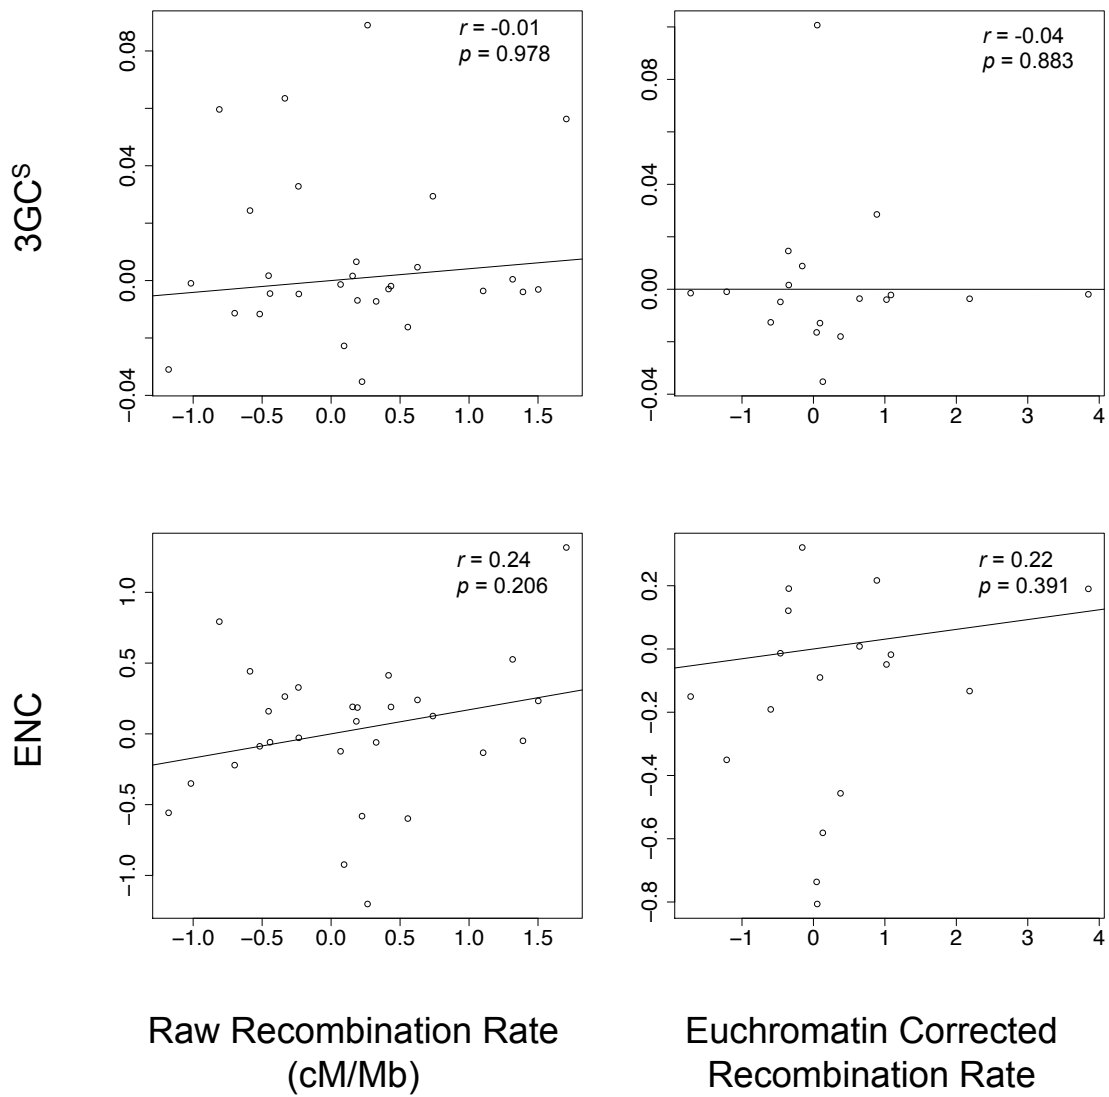 r = -0.01
p = 0.978
3GCS
0.08
0.04
0.00
−0.04
−1.0 −0.5 0.0 0.5 1.0 1.5
r = -0.04
p = 0.883
0.08
0.04
0.00
−0.04
−1 0 1 2 3 4
r = 0.24
p = 0.206
ENC
1.0
0.5
0.0
−0.5
−1.0
−1.0 −0.5 0.0 0.5 1.0 1.5
r = 0.22
p = 0.391
0.2
0.0
−0.2
−0.4
−0.6
−0.8
−1 0 1 2 3 4
Raw Recombination Rate
(cM/Mb)
Euchromatin Corrected
Recombination Rate